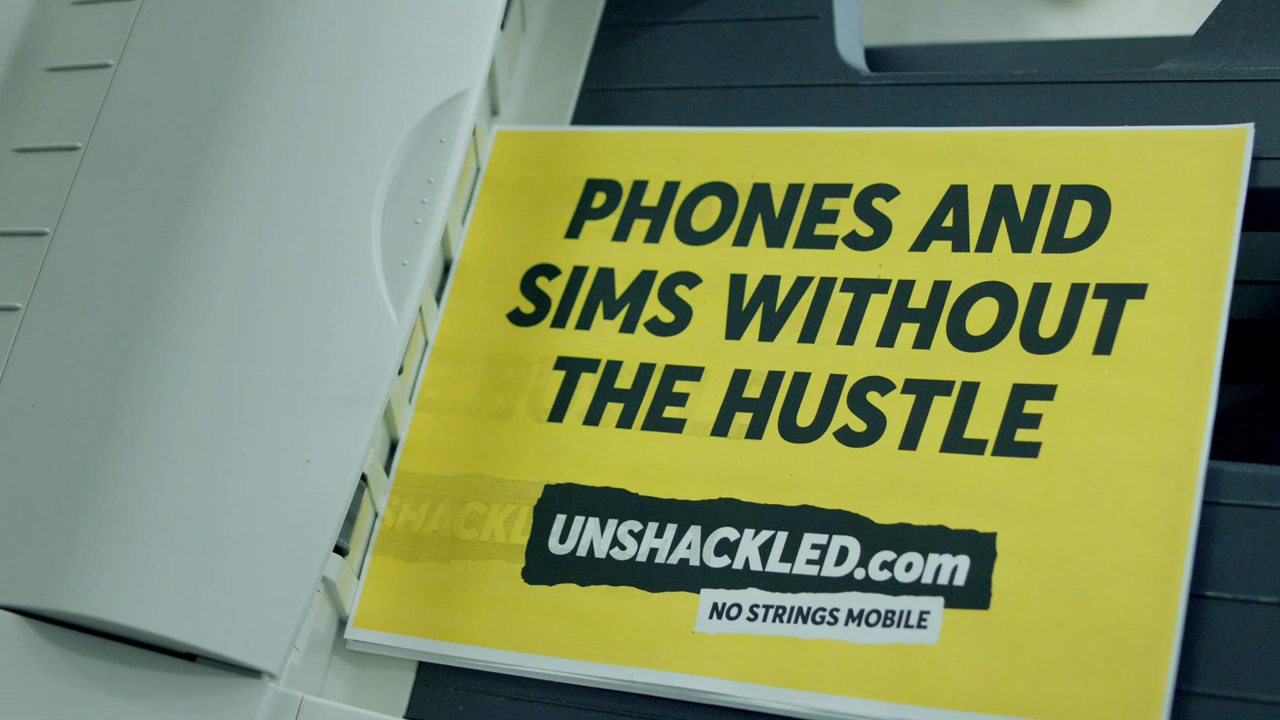 PHONES AND
SIMS WITHOUT
THE HUSTLE
UNSHACKLED.com
NO STRINGS MOBILE